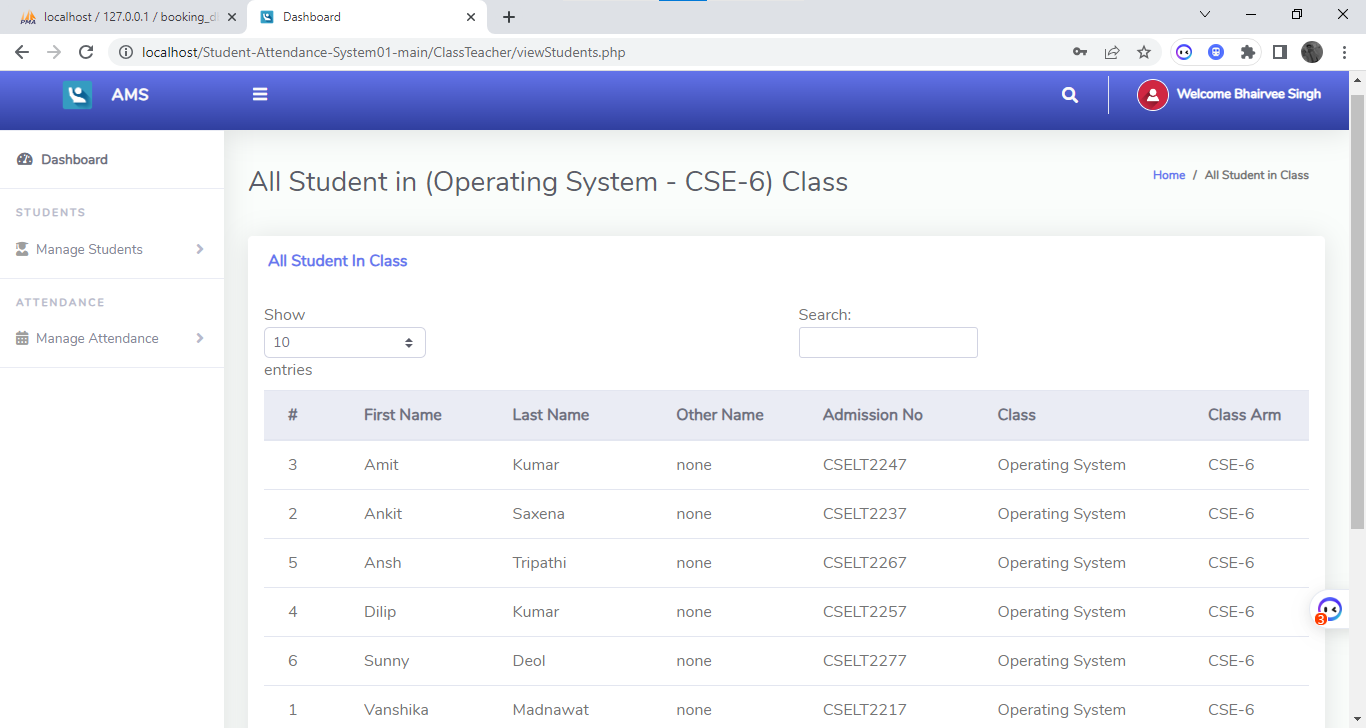 localhost / 127.0.0.1 / booking_di
Dashboard
localhost/Student-Attendance-System01-main/ClassTeacher/viewStudents.php
AMS
Welcome Bhairvee Singh
Dashboard
STUDENTS
Manage Students
ATTENDANCE
Manage Attendance
All Student in (Operating System - CSE-6) Class
Home / All Student in Class
All Student In Class
Show
10
entries
Search:
# First Name Last Name Other Name Admission No Class Class Arm
3 Amit Kumar none CSELT2247 Operating System CSE-6
2 Ankit Saxena none CSELT2237 Operating System CSE-6
5 Ansh Tripathi none CSELT2267 Operating System CSE-6
4 Dilip Kumar none CSELT2257 Operating System CSE-6
6 Sunny Deol none CSELT2277 Operating System CSE-6
1 Vanshika Madnawat none CSELT2217 Operating System CSE-6
3